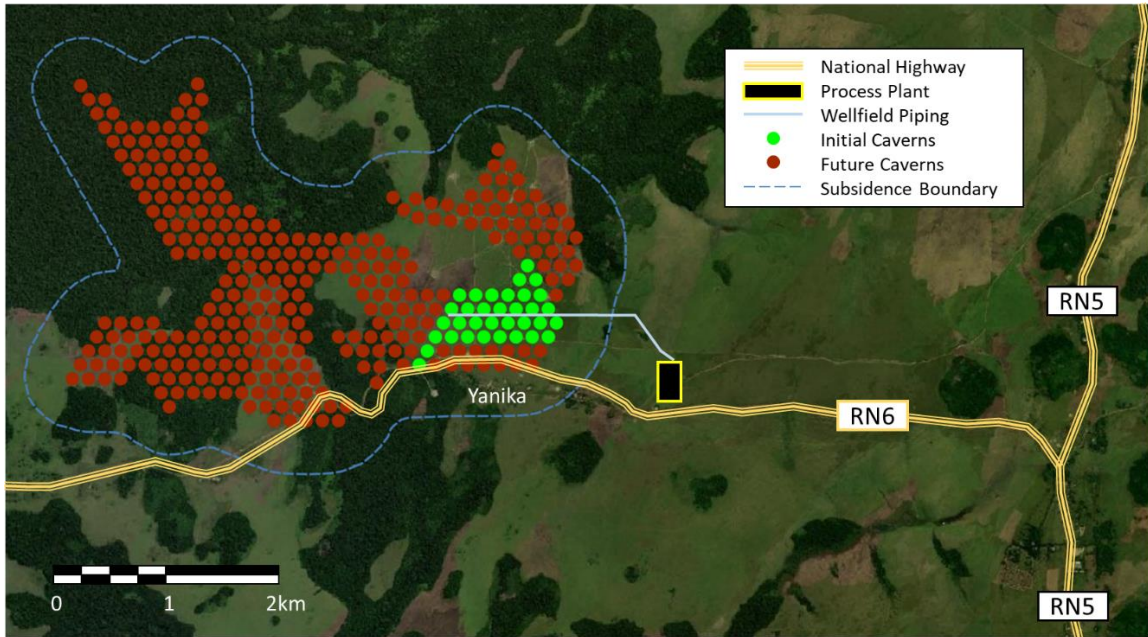 National Highway
Process Plant
Wellfield Piping
Initial Caverns
Future Caverns
Subsidence Boundary
RN5
Yanika
RN6
0 1 2km
RN5